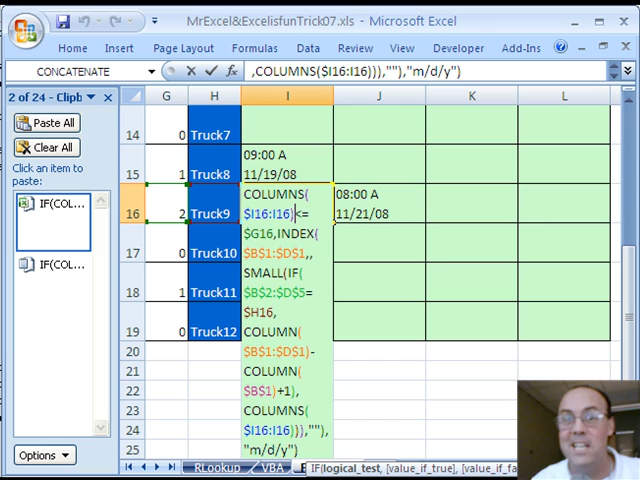 MrExcel&ExcelisfunTrick07.xls - Microsoft Excel
Home Insert Page Layout Formulas Data Review View Developer Add-Ins
CONCATENATE fx ,COLUMNS($I16:I16))),""),"m/d/y")
2 of 24 - Clipb
Paste All
Clear All
Click an item to
paste:
IF(COL...
IF(COL...
Options
G H I J K L
14 0 Truck7
15 1 Truck8 09:00 A
11/19/08
16 2 Truck9 COLUMNS( 08:00 A
$I16:I16)<= 11/21/08
17 0 Truck10 $G16,INDEX(
$B$1:$D$1,,
18 1 Truck11 SMALL(IF(
$B$2:$D$5=
19 0 Truck12 $H16,
COLUMN(
20 $B$1:$D$1)-
21 COLUMN(
22 $B$1)+1),
23 COLUMNS(
24 $I16:I16))),""),
25 "m/d/y")
RLookup VBA
IF(logical_test, [value_if_true], [value_if_fa